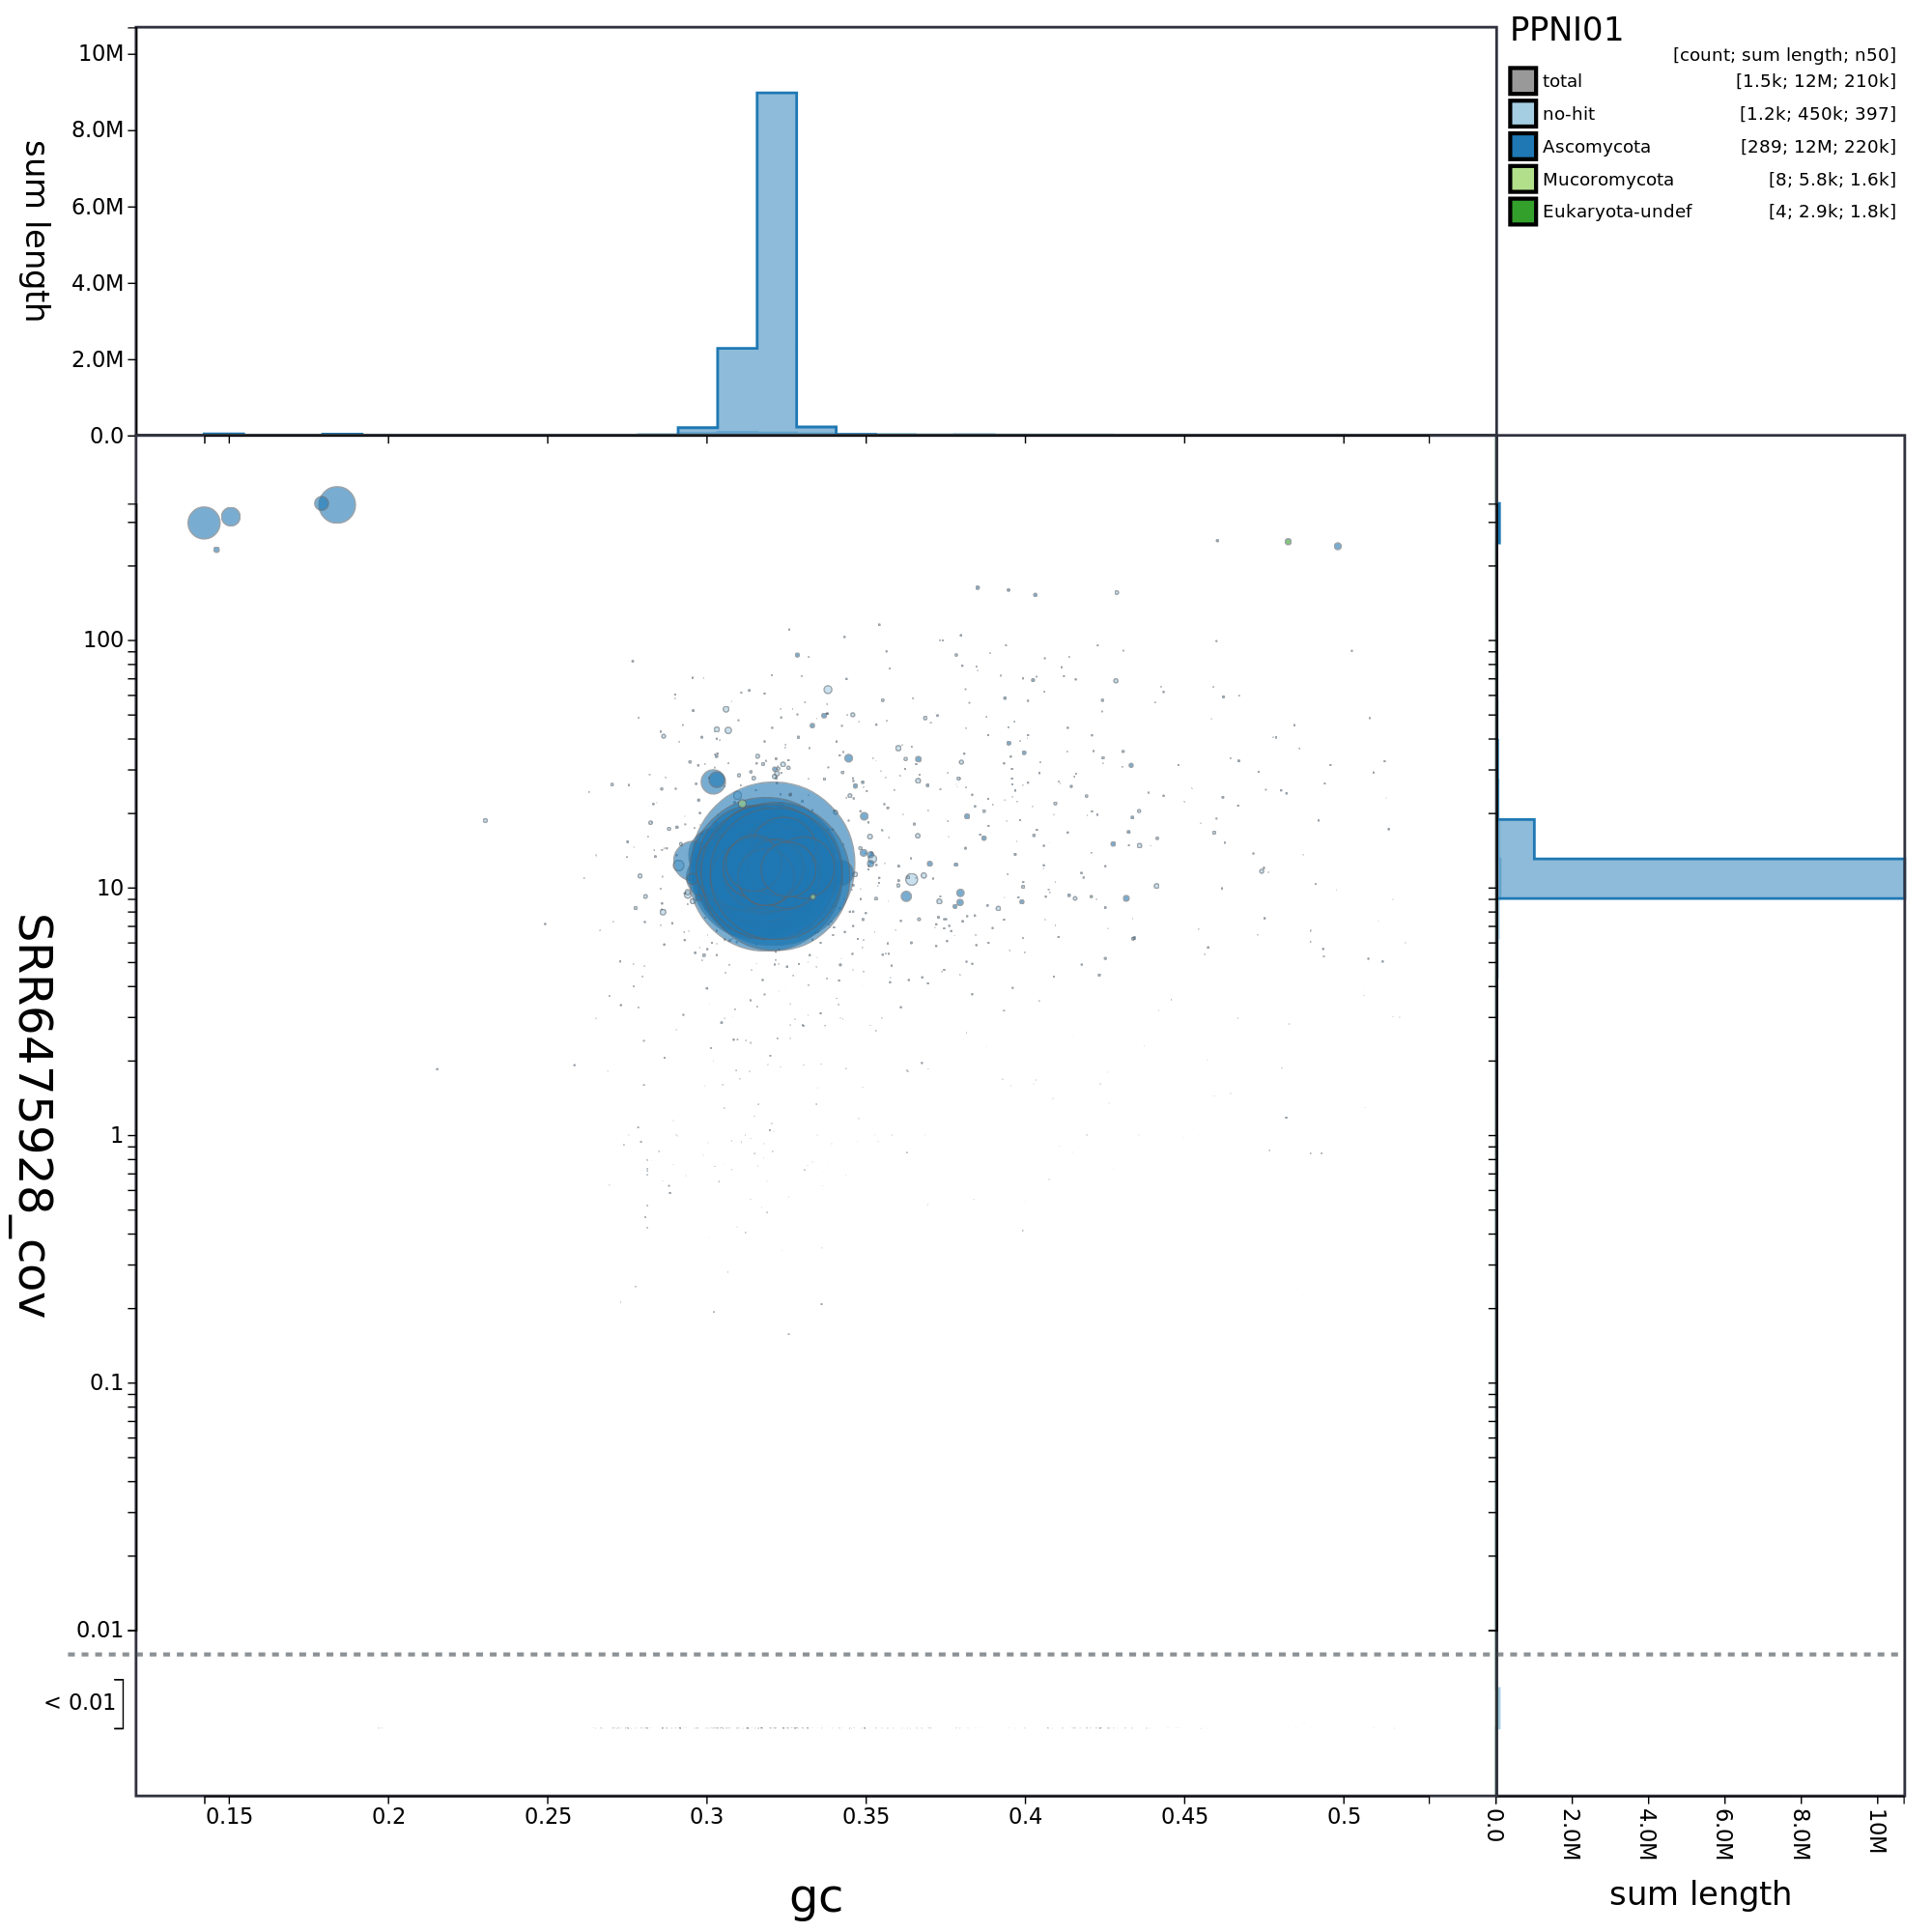 PPNI01
[count; sum length; n50]
total [1.5k; 12M; 210k]
no-hit [1.2k; 450k; 397]
Ascomycota [289; 12M; 220k]
Mucoromycota [8; 5.8k; 1.6k]
Eukaryota-undef [4; 2.9k; 1.8k]
sum length
10M
8.0M
6.0M
4.0M
2.0M
0.0
SRR6475928_cov
100
10
1
0.1
0.01
< 0.01
0.15 0.2 0.25 0.3 0.35 0.4 0.45 0.5
gc
0.0 2.0M 4.0M 6.0M 8.0M 10M
sum length